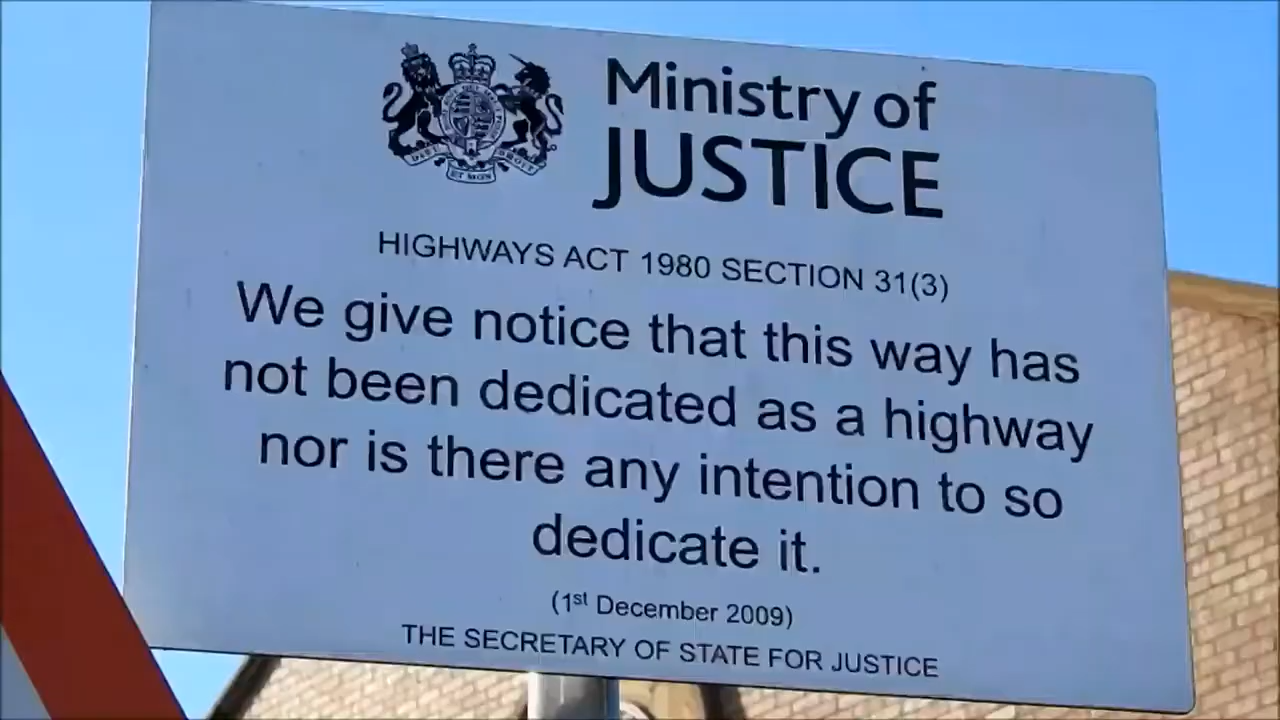 Ministry of
JUSTICE
HIGHWAYS ACT 1980 SECTION 31(3)
We give notice that this way has
not been dedicated as a highway
nor is there any intention to so
dedicate it.
(1st December 2009)
THE SECRETARY OF STATE FOR JUSTICE